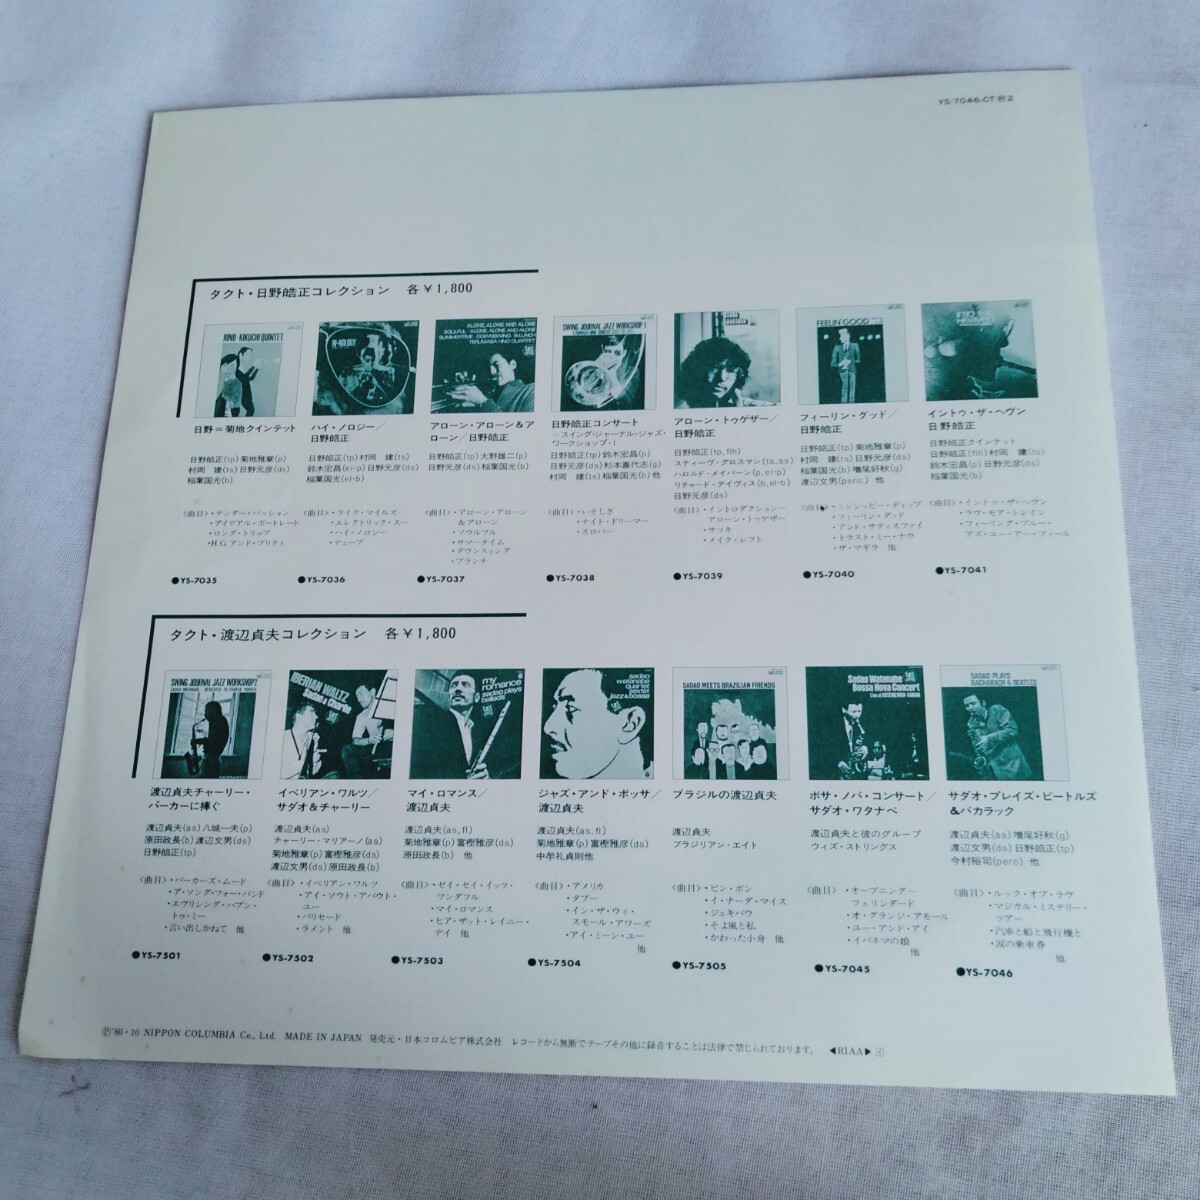 YS-7046-CT
タクト・日野皓正コレクション 各￥1,800
HINO KIKUCHI QUINTET
日野＝菊地クインテット
日野皓正(tp)菊地雅章(p)
村岡 建(ts)日野元彦(ds)
稲葉国光(b)
〈曲目〉・テンダー・パッション
・アイデアル・ポートレート
・ロング・トリップ
・H.G. アンド・プリティ
●YS-7035
HI-NOLOGY
ハイ・ノロジー／
日野皓正
日野皓正(tp)村岡 建(ts)
鈴木宏昌(el-p)日野元彦(ds)
稲葉国光(el-b)
〈曲目〉・ライク・マイルズ
・エレクトリック・スー
・ハイ・ノロジー
・デューブ
●YS-7036
ALONE, ALONE AND ALONE
SOULFUL ALONE, ALONE AND ALONE
SUMMERTIME DOWNSWING BLUNCH
TERUMASA HINO QUARTET
アローン・アローン＆ア
ローン／日野皓正
日野皓正(tp)大野雄二(p)
日野元彦(ds)稲葉国光(b)
〈曲目〉・アローン・アローン
＆アローン
・ソウルフル
・サマータイム
・ダウンスィング
・ブランチ
●YS-7037
SWING JOURNAL JAZZ WORKSHOP 1
日野皓正コンサート
～スイング・ジャーナル・ジャズ・
ワークショップ・1
日野皓正(tp)鈴木宏昌(p)
日野元彦(ds)杉本喜代志(g)
村岡 建(ts)稲葉国光(b)他
〈曲目〉・いそしぎ
・ナイト・ドリーマー
・スロバー
●YS-7038
アローン・トゥゲザー／
日野皓正
日野皓正(tp,flh)
スティーヴ・グロスマン(ts,ss)
ハロルド・メイバーン(p,el-p)
リチャード・デイヴィス(b,el-b)
日野元彦(ds)
〈曲目〉・イントロダクション～
アローン・トゥゲザー
・サツキ
・メイク・レフト
●YS-7039
FEELIN' GOOD
フィーリン・グッド／
日野皓正
日野皓正(tp)菊地雅章(p)
村岡 建(ts)日野元彦(ds)
稲葉国光(b)増尾好秋(g)
渡辺文男(perc.) 他
〈曲目〉・ミシシッピー・ディップ
・フィーリン・グッド
・アンド・サティスファイ
・トラスト・ミー・ナウ
・ザ・マギラ 他
●YS-7040
イントゥ・ザ・ヘヴン
日野皓正
日野皓正クインテット
日野皓正(flh)村岡 建(ts)
鈴木宏昌(p)日野元彦(ds)
稲葉国光(b)
〈曲目〉・イントゥ・ザ・ヘヴン
・ラヴ・モア・トレイン
・フィーリング・ブルー・
アズ・ユー・アー・フィール
●YS-7041
タクト・渡辺貞夫コレクション 各￥1,800
SWING JOURNAL JAZZ WORKSHOP 2
SADAO WATANABE DEDICATED TO CHARLIE PARKER
渡辺貞夫チャーリー・
パーカーに捧ぐ
渡辺貞夫(as)八城一夫(p)
原田政長(b)渡辺文男(ds)
日野皓正(tp)
〈曲目〉・パーカーズ・ムード
・ア・ソング・フォー・バンド
・エヴリシング・ハプン・
トゥ・ミー
・言い出しかねて 他
●YS-7501
IBERIAN WALTZ
Sadao & Charlie
イベリアン・ワルツ／
サダオ＆チャーリー
渡辺貞夫(as)
チャーリー・マリアーノ(as)
菊地雅章(p)富樫雅彦(ds)
渡辺文男(ds)原田政長(b)
〈曲目〉・イベリアン・ワルツ
・アイ・ソウト・アバウト・
ユー
・パリセード
・ラメント 他
●YS-7502
my romance
sadao plays ballads
マイ・ロマンス／
渡辺貞夫
渡辺貞夫(as,fl)
菊地雅章(p)富樫雅彦(ds)
原田政長(b) 他
〈曲目〉・ゼイ・セイ・イッツ・
ワンダフル
・マイ・ロマンス
・ヒア・ザット・レイニー・
デイ 他
●YS-7503
sadao
watanabe
quartet
sextet
jazz & bossa
ジャズ・アンド・ボッサ／
渡辺貞夫
渡辺貞夫(as,fl)
菊地雅章(p)富樫雅彦(ds)
中牟礼貞則他
〈曲目〉・アメリカ
・タブー
・イン・ザ・ウィ・
スモール・アワーズ
・アイ・ミーン・ユー
他
●YS-7504
SADAO MEETS BRAZILIAN FRIENDS
ブラジルの渡辺貞夫
渡辺貞夫
ブラジリアン・エイト
〈曲目〉・ピン・ポン
・イ・ナーダ・マイス
・ジェキバウ
・そよ風と私
・かわった小舟 他
●YS-7505
Sadao Watanabe
Bossa Nova Concert
ボサ・ノバ・コンサート／
サダオ・ワタナベ
渡辺貞夫と彼のグループ
ウィズ・ストリングス
〈曲目〉・オープニング～
フェリシダード
・オ・グランジ・アモール
・ユー・アンド・アイ
・イパネマの娘
他
●YS-7045
SADAO PLAYS
BACHARACH & BEATLES
サダオ・プレイズ・ビートルズ
＆バカラック
渡辺貞夫(as)増尾好秋(g)
渡辺文男(ds)日野皓正(tp)
今村裕司(perc) 他
〈曲目〉・ルック・オブ・ラヴ
・マジカル・ミステリー・
ツアー
・汽車と船と飛行機と
・涙の乗車券
他
●YS-7046
Ⓟ'80・10 NIPPON COLUMBIA Co., Ltd. MADE IN JAPAN 発売元・日本コロムビア株式会社 レコードから無断でテープその他に録音することは法律で禁じられております。 ◀RIAA▶